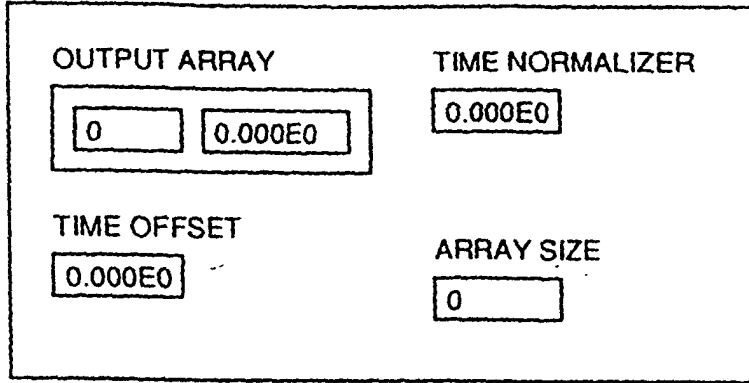 OUTPUT ARRAY
0 0.000E0
TIME NORMALIZER
0.000E0
TIME OFFSET
0.000E0
ARRAY SIZE
0